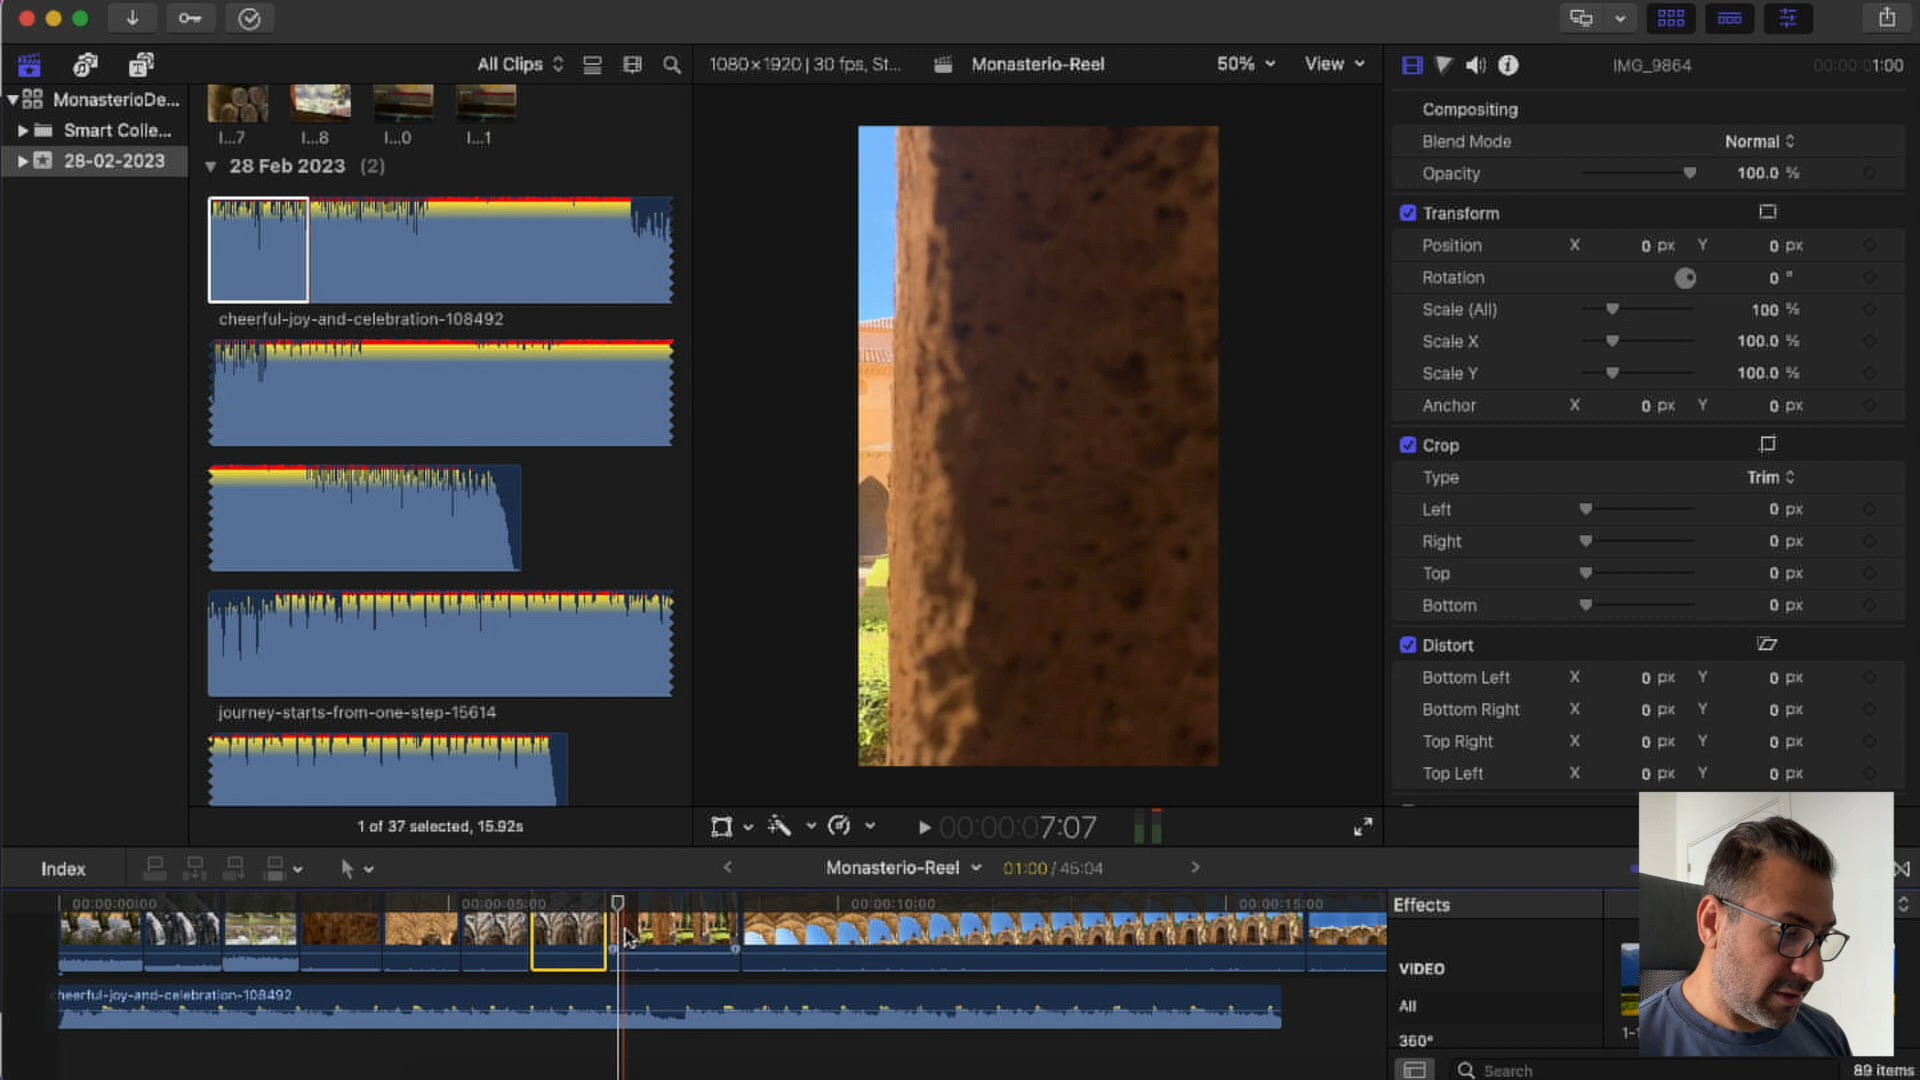 All Clips
1080×1920 | 30 fps, St...
Monasterio-Reel
50%
View
IMG_9864
00:00:01:00
MonasterioDe...
Smart Colle...
28-02-2023
I...7
I...8
I...0
I...1
28 Feb 2023 (2)
cheerful-joy-and-celebration-108492
journey-starts-from-one-step-15614
1 of 37 selected, 15.92s
Compositing
Blend Mode Normal
Opacity 100.0 %
Transform
Position X 0 px Y 0 px
Rotation 0 °
Scale (All) 100 %
Scale X 100.0 %
Scale Y 100.0 %
Anchor X 0 px Y 0 px
Crop
Type Trim
Left 0 px
Right 0 px
Top 0 px
Bottom 0 px
Distort
Bottom Left X 0 px Y 0 px
Bottom Right X 0 px Y 0 px
Top Right X 0 px Y 0 px
Top Left X 0 px Y 0 px
00:00:07:07
Index
Monasterio-Reel
01:00 / 45:04
00:00:00:00
00:00:05:00
00:00:10:00
00:00:15:00
cheerful-joy-and-celebration-108492
Effects
VIDEO
All
360°
Search
89 items